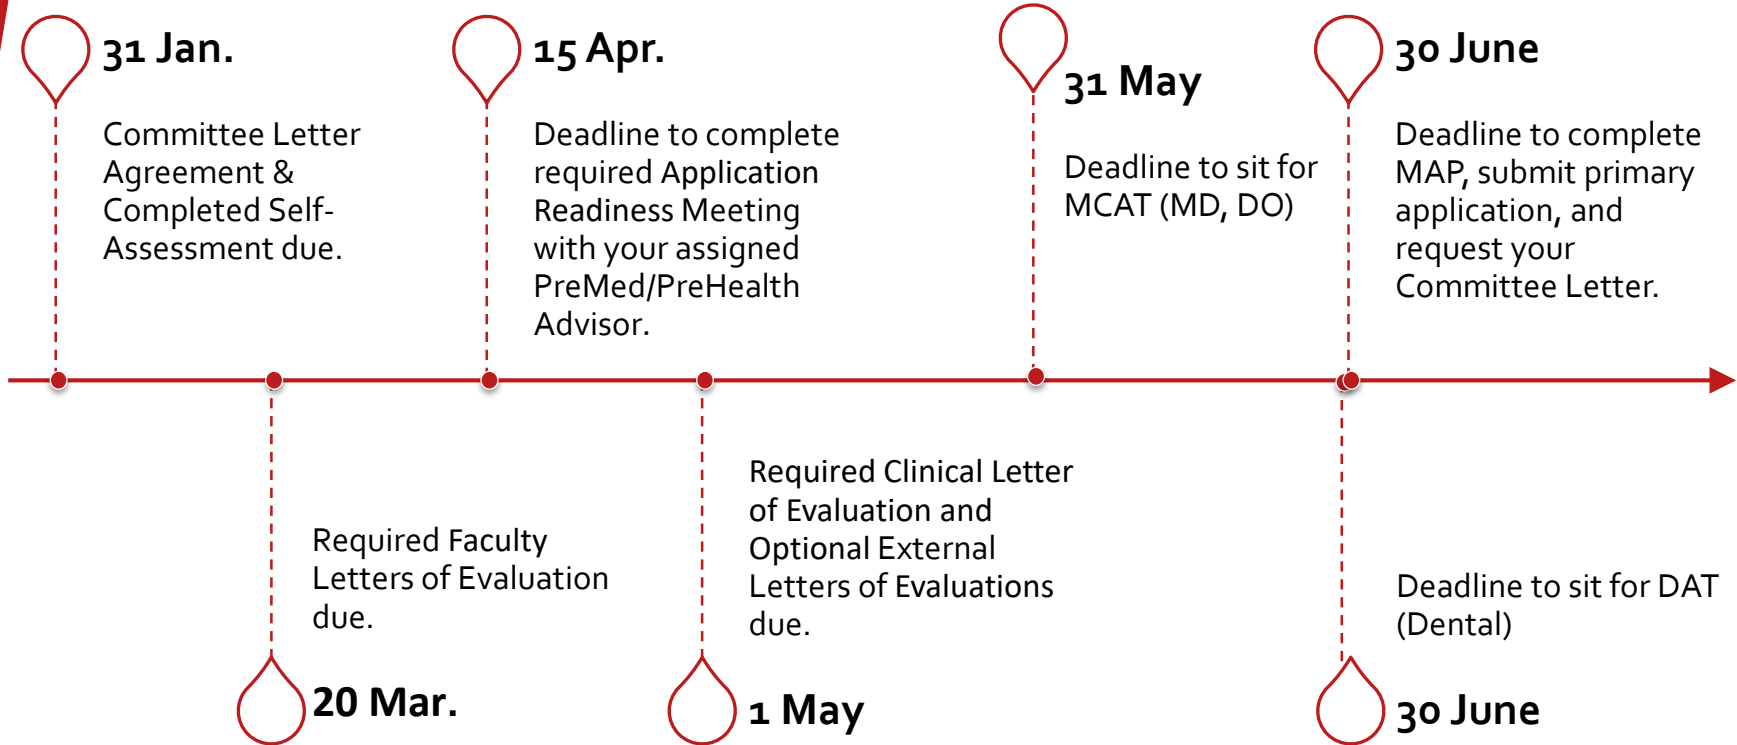 31 Jan.
Committee Letter
Agreement &
Completed Self-
Assessment due.
15 Apr.
Deadline to complete
required Application
Readiness Meeting
with your assigned
PreMed/PreHealth
Advisor.
31 May
Deadline to sit for
MCAT (MD, DO)
30 June
Deadline to complete
MAP, submit primary
application, and
request your
Committee Letter.
Required Faculty
Letters of Evaluation
due.
20 Mar.
Required Clinical Letter
of Evaluation and
Optional External
Letters of Evaluations
due.
1 May
Deadline to sit for DAT
(Dental)
30 June